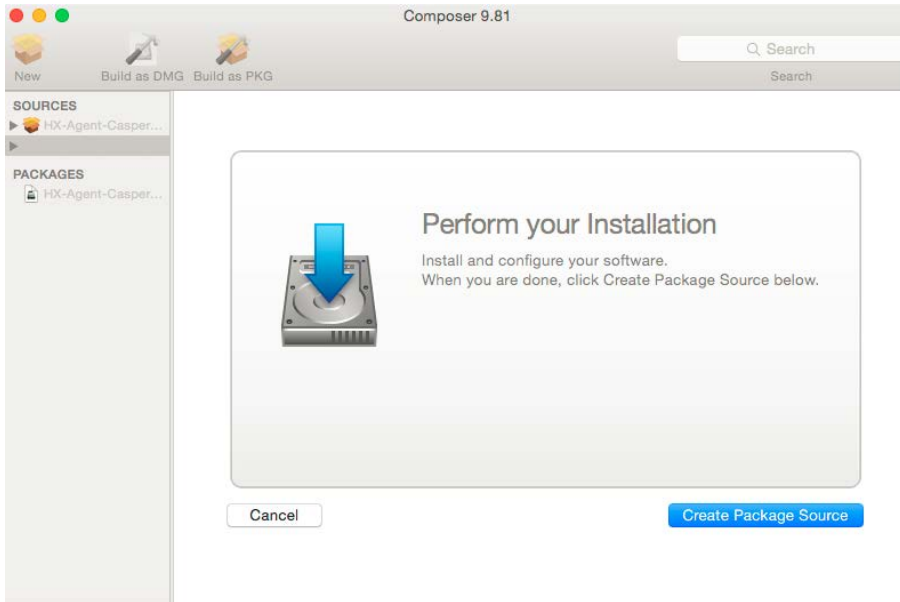 Composer 9.81
New
Build as DMG
Build as PKG
Search
Search
SOURCES
HX-Agent-Casper...
PACKAGES
HX-Agent-Casper...
Perform your Installation
Install and configure your software.
When you are done, click Create Package Source below.
Cancel
Create Package Source